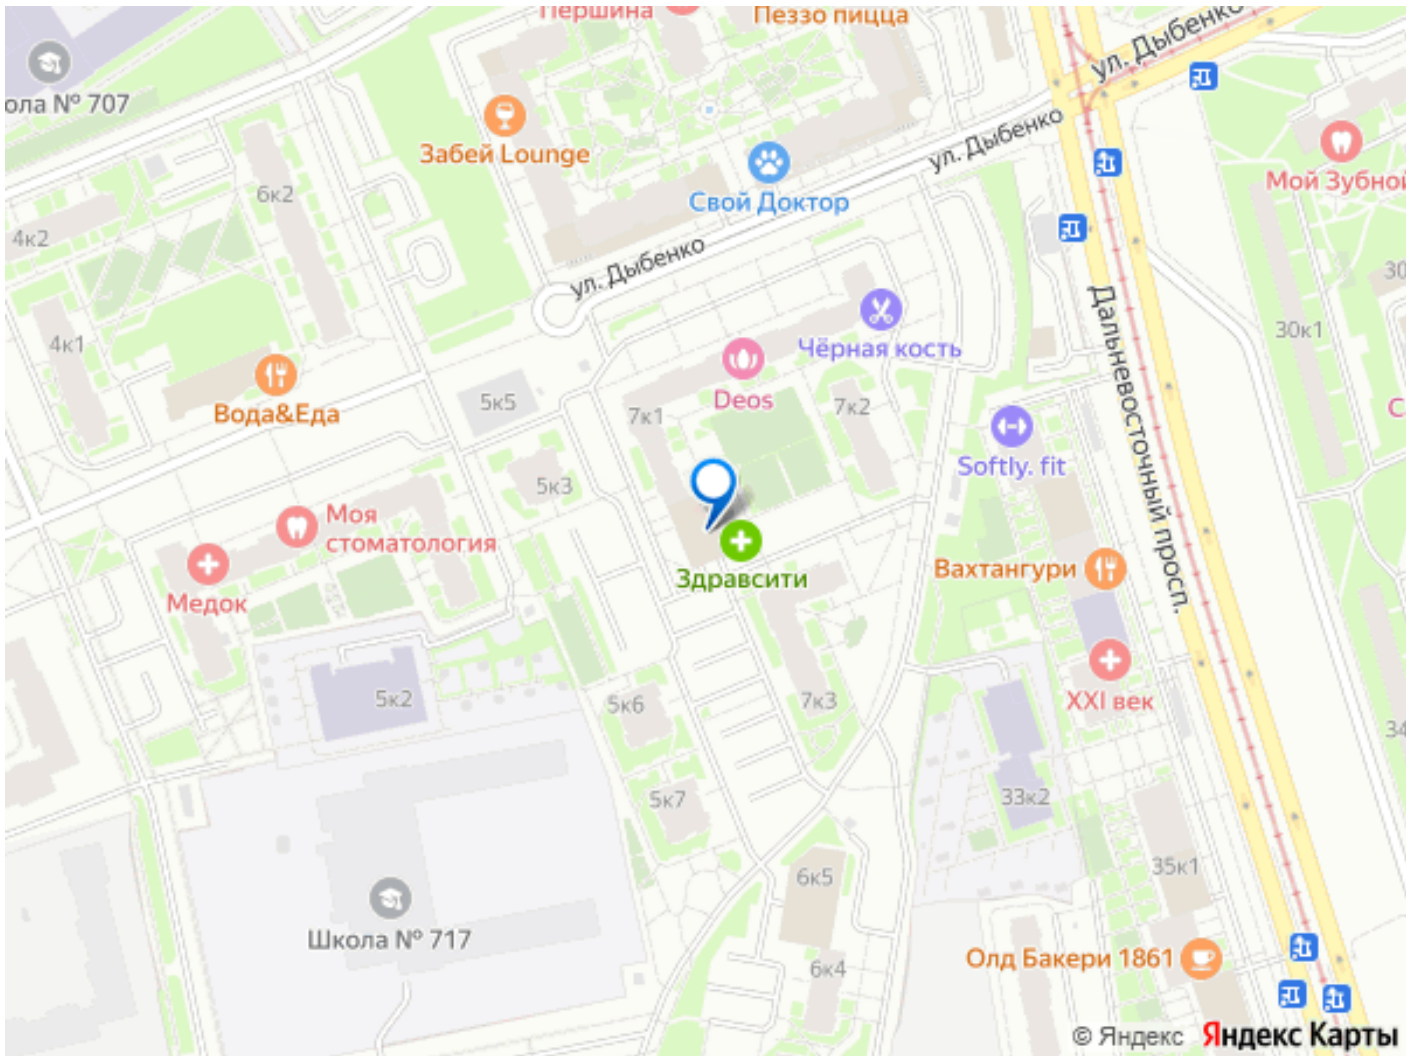 Першина
Пеззо пицца
ул. Дыбенко
ола № 707
Забей Lounge
ул. Дыбенко
Мой Зубной
6к2
Свой Доктор
4к2
ул. Дыбенко
30
30к1
4к1
Чёрная кость
Дальневосточный просп.
Вода&Еда
5к5
Deos
7к1
7к2
С
Softly. fit
5к3
Моя
стоматология
Вахтангури
Здравсити
Медок
5к2
5к6
7к3
XXI век
34
5к7
33к2
35к1
6к5
Школа № 717
Олд Бакери 1861
6к4
© Яндекс Яндекс Карты